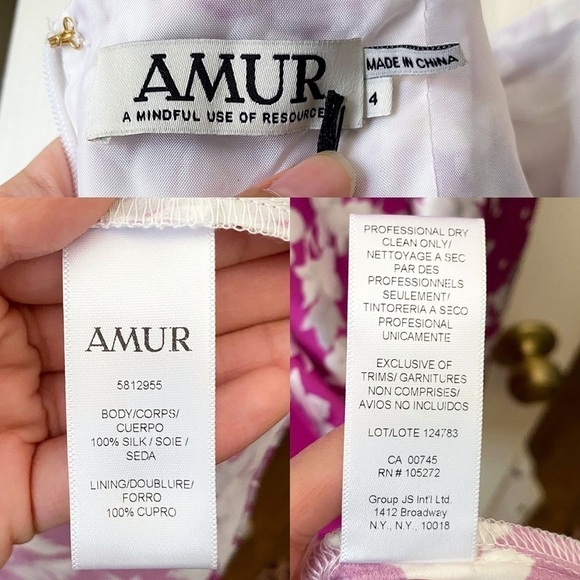 AMUR
A MINDFUL USE OF RESOURCE
MADE IN CHINA
4
AMUR
5812955
BODY/CORPS/
CUERPO
100% SILK / SOIE /
SEDA
LINING/DOUBLURE/
FORRO
100% CUPRO
PROFESSIONAL DRY
CLEAN ONLY/
NETTOYAGE A SEC
PAR DES
PROFESSIONNELS
SEULEMENT/
TINTORERIA A SECO
PROFESIONAL
UNICAMENTE
EXCLUSIVE OF
TRIMS/ GARNITURES
NON COMPRISES/
AVIOS NO INCLUIDOS
LOT/LOTE 124783
CA 00745
RN # 105272
Group JS Int'l Ltd.
1412 Broadway
N.Y., N.Y., 10018